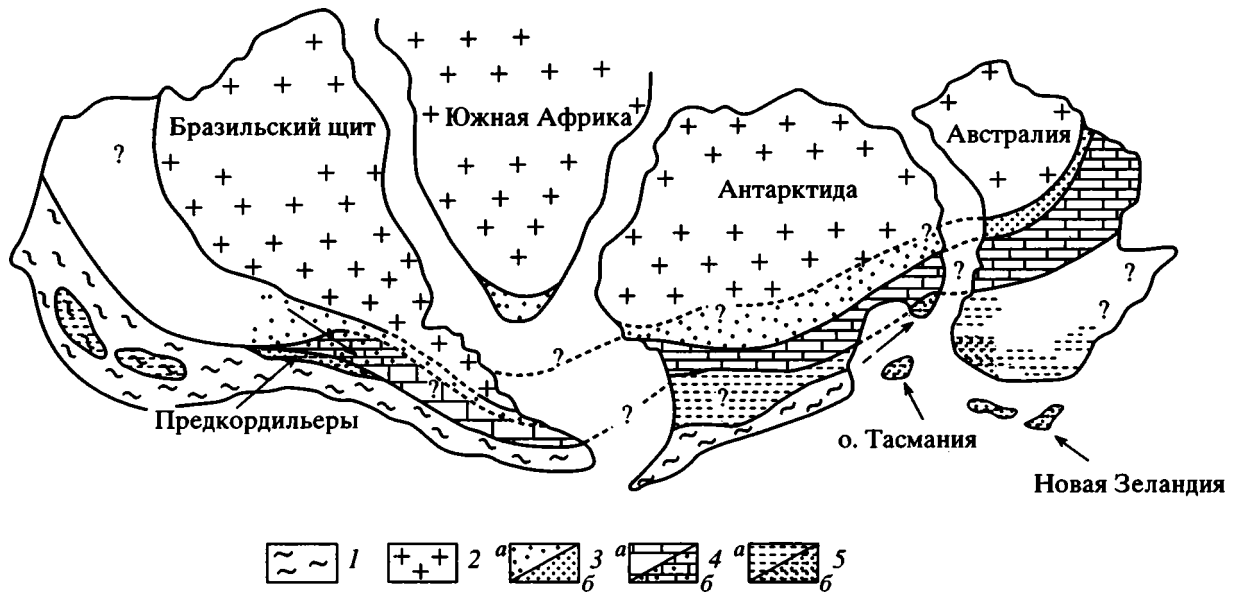 Бразильский щит
Южная Африка
Антарктида
Австралия
?
?
?
?
?
?
?
?
?
?
Предкордильеры
о. Тасмания
Новая Зеландия
1
2
а
б
3
а
б
4
а
б
5